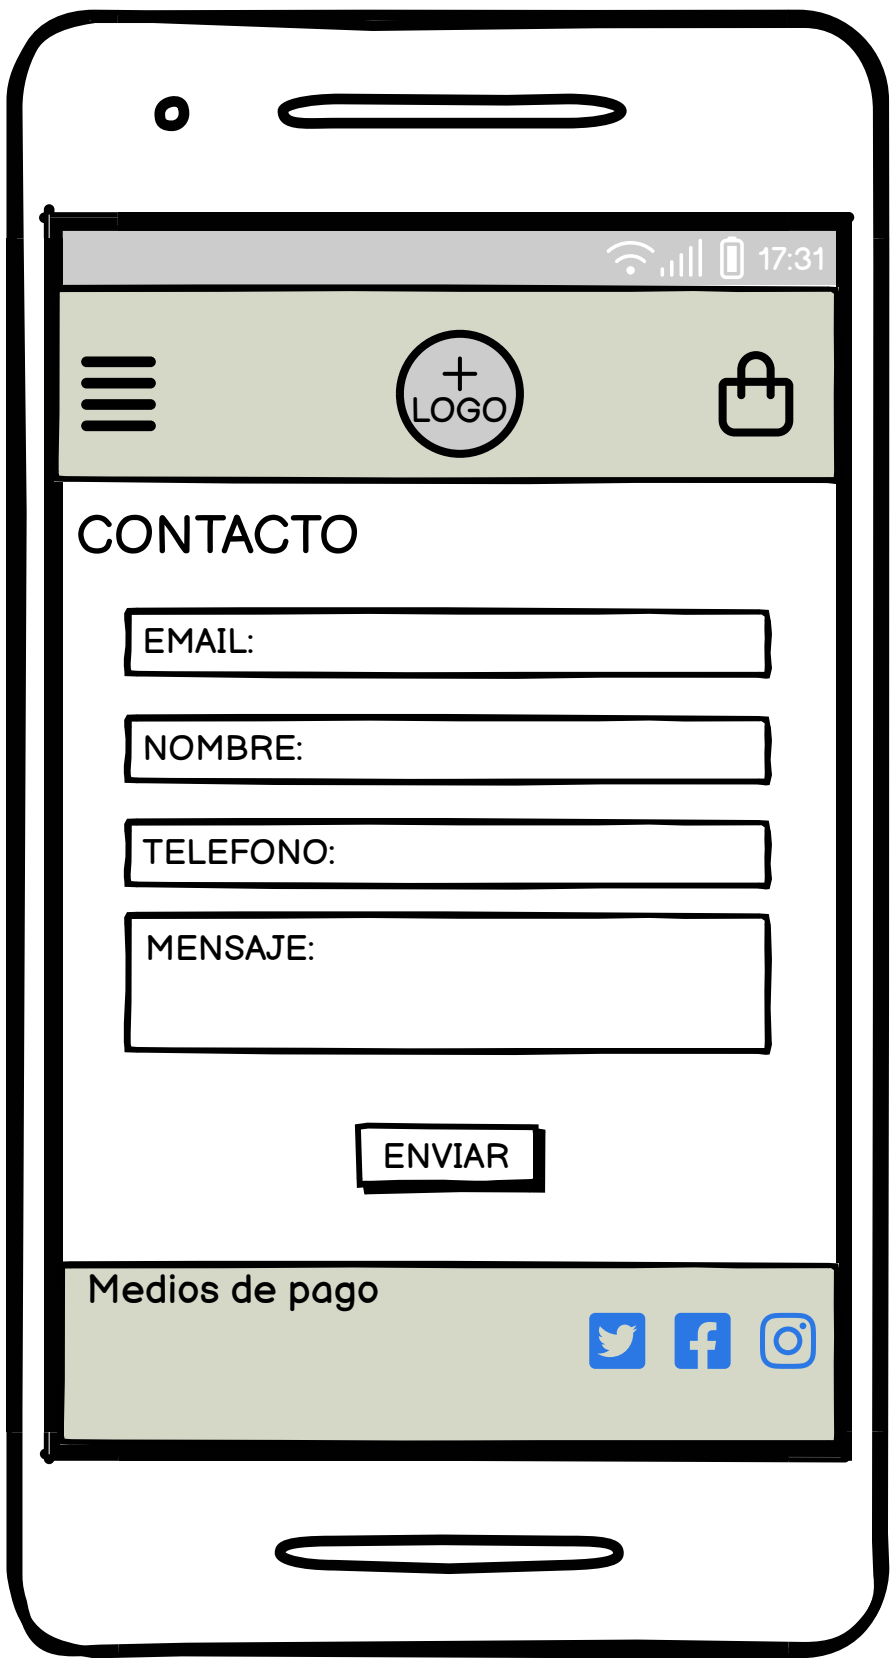 17:31
LOGO
CONTACTO
EMAIL:
NOMBRE:
TELEFONO:
MENSAJE:
ENVIAR
Medios de pago